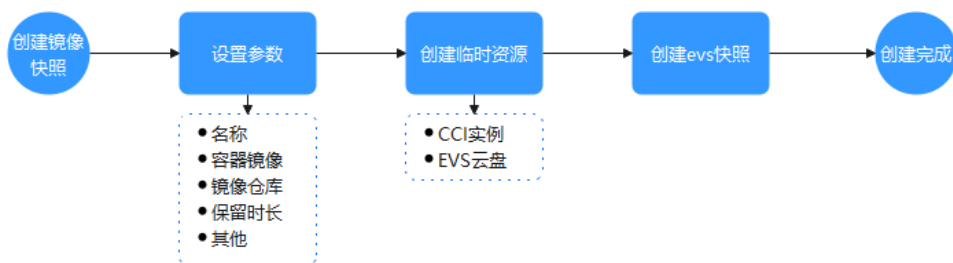 创建镜像
快照
设置参数
创建临时资源
创建evs快照
创建完成
名称
容器镜像
镜像仓库
保留时长
其他
CCI实例
EVS云盘